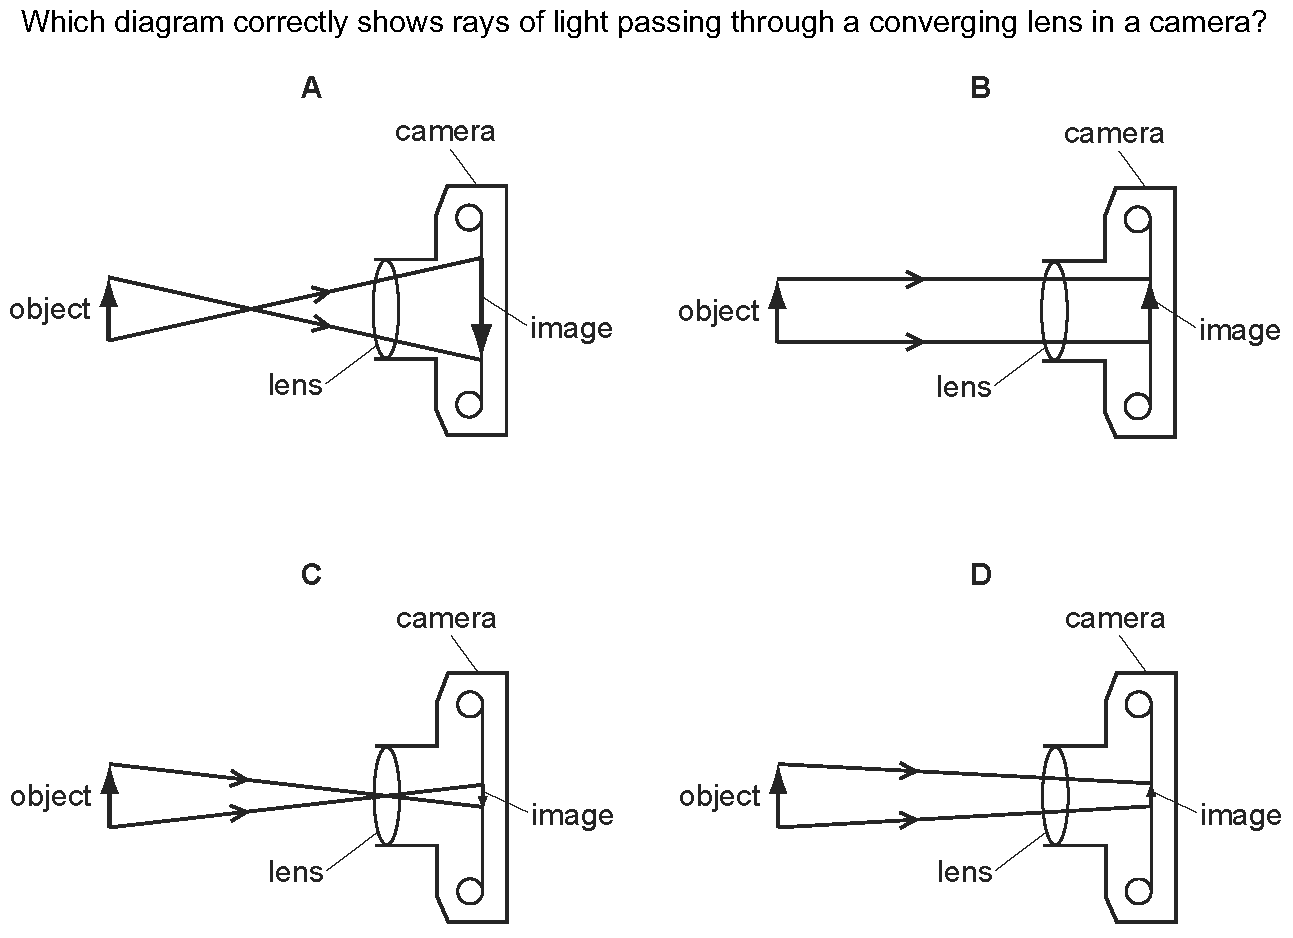 Which diagram correctly shows rays of light passing through a converging lens in a camera?
A
B
camera
camera
object
image
lens
object
image
lens
C
D
camera
camera
object
image
lens
object
image
lens